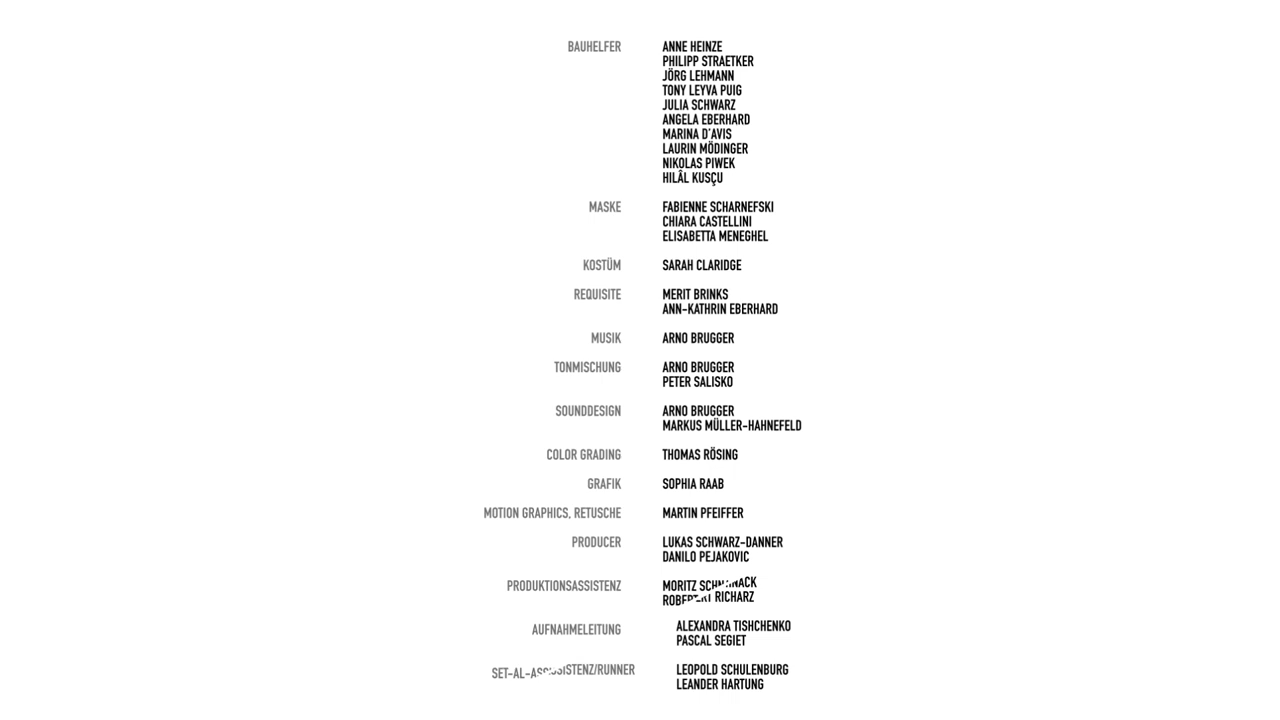 BAUHELFER ANNE HEINZE
PHILIPP STRAETKER
JÖRG LEHMANN
TONY LEYVA PUIG
JULIA SCHWARZ
ANGELA EBERHARD
MARINA D'AVIS
LAURIN MÖDINGER
NIKOLAS PIWEK
HILÂL KUSÇU
MASKE FABIENNE SCHARNEFSKI
CHIARA CASTELLINI
ELISABETTA MENEGHEL
KOSTÜM SARAH CLARIDGE
REQUISITE MERIT BRINKS
ANN-KATHRIN EBERHARD
MUSIK ARNO BRUGGER
TONMISCHUNG ARNO BRUGGER
PETER SALISKO
SOUNDDESIGN ARNO BRUGGER
MARKUS MÜLLER-HAHNEFELD
COLOR GRADING THOMAS RÖSING
GRAFIK SOPHIA RAAB
MOTION GRAPHICS, RETUSCHE MARTIN PFEIFFER
PRODUCER LUKAS SCHWARZ-DANNER
DANILO PEJAKOVIC
PRODUKTIONSASSISTENZ MORITZ
RICHARZ
AUFNAHMELEITUNG ALEXANDRA TISHCHENKO
PASCAL SEGIET
SET-AL-ASSISTENZ/RUNNER LEOPOLD SCHULENBURG
LEANDER HARTUNG